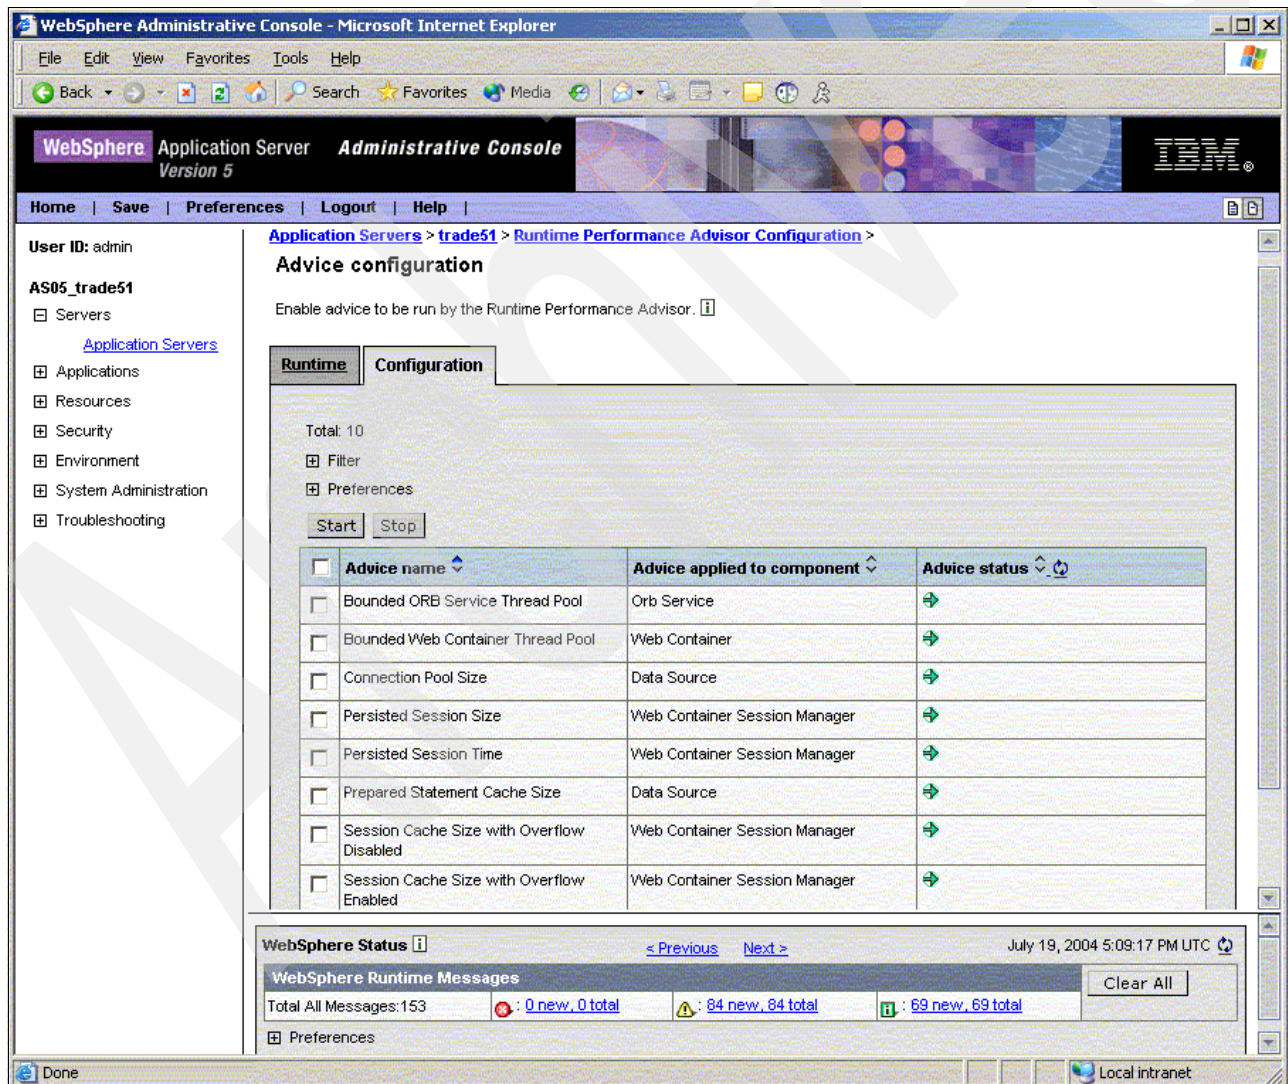 WebSphere Administrative Console - Microsoft Internet Explorer
File Edit View Favorites Tools Help
Back Search Favorites Media
WebSphere Application Server Administrative Console
Version 5
IBM®
Home | Save | Preferences | Logout | Help |
User ID: admin
AS05_trade51
Servers
Application Servers
Applications
Resources
Security
Environment
System Administration
Troubleshooting
Application Servers > trade51 > Runtime Performance Advisor Configuration >
Advice configuration
Enable advice to be run by the Runtime Performance Advisor. i
Runtime Configuration
Total: 10
Filter
Preferences
Start Stop
Advice name Advice applied to component Advice status
Bounded ORB Service Thread Pool Orb Service
Bounded Web Container Thread Pool Web Container
Connection Pool Size Data Source
Persisted Session Size Web Container Session Manager
Persisted Session Time Web Container Session Manager
Prepared Statement Cache Size Data Source
Session Cache Size with Overflow Disabled Web Container Session Manager
Session Cache Size with Overflow Enabled Web Container Session Manager
WebSphere Status i < Previous Next > July 19, 2004 5:09:17 PM UTC
WebSphere Runtime Messages Clear All
Total All Messages:153 : 0 new, 0 total : 84 new, 84 total : 69 new, 69 total
Preferences
Done Local intranet